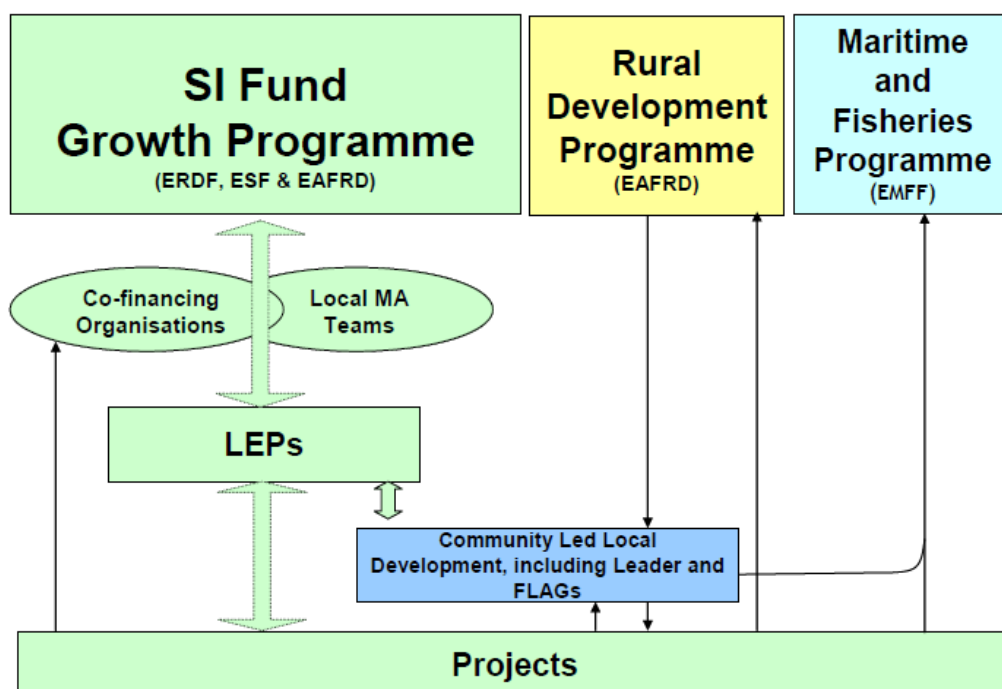 SI Fund
Growth Programme
(ERDF, ESF & EAFRD)
Rural
Development
Programme
(EAFRD)
Maritime
and
Fisheries
Programme
(EMFF)
Co-financing
Organisations
Local MA
Teams
LEPs
Community Led Local
Development, including Leader and
FLAGs
Projects